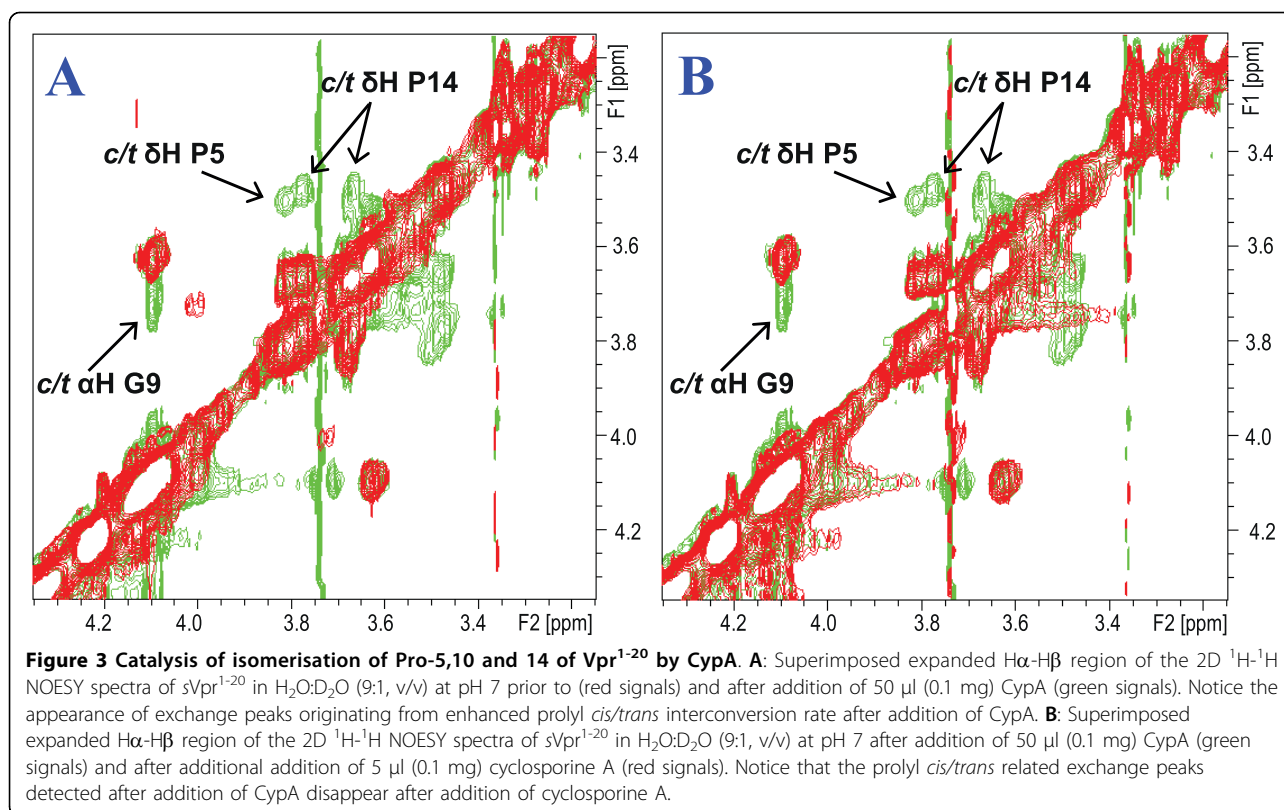 A
c/t δH P14
c/t δH P5
c/t αH G9
3.4
3.6
3.8
4.0
4.2
F1 [ppm]
4.2 4.0 3.8 3.6 3.4 F2 [ppm]
B
c/t δH P14
c/t δH P5
c/t αH G9
3.4
3.6
3.8
4.0
4.2
F1 [ppm]
4.2 4.0 3.8 3.6 3.4 F2 [ppm]
Figure 3 Catalysis of isomerisation of Pro-5,10 and 14 of Vpr¹⁻²⁰ by CypA. A: Superimposed expanded Hα-Hβ region of the 2D ¹H-¹H
NOESY spectra of sVpr¹⁻²⁰ in H₂O:D₂O (9:1, v/v) at pH 7 prior to (red signals) and after addition of 50 μl (0.1 mg) CypA (green signals). Notice the
appearance of exchange peaks originating from enhanced prolyl cis/trans interconversion rate after addition of CypA. B: Superimposed
expanded Hα-Hβ region of the 2D ¹H-¹H NOESY spectra of sVpr¹⁻²⁰ in H₂O:D₂O (9:1, v/v) at pH 7 after addition of 50 μl (0.1 mg) CypA (green
signals) and after additional addition of 5 μl (0.1 mg) cyclosporine A (red signals). Notice that the prolyl cis/trans related exchange peaks
detected after addition of CypA disappear after addition of cyclosporine A.